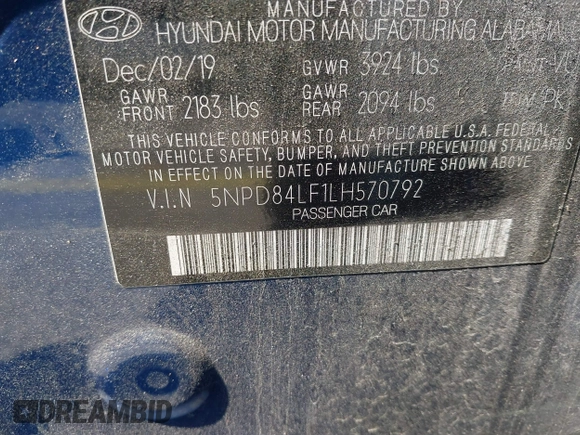 MANUFACTURED BY
HYUNDAI MOTOR MANUFACTURING ALABAMA
Dec/02/19 GVWR 3924 lbs
GAWR FRONT 2183 lbs GAWR REAR 2094 lbs
THIS VEHICLE CONFORMS TO ALL APPLICABLE U.S.A. FEDERAL
MOTOR VEHICLE SAFETY, BUMPER, AND THEFT PREVENTION STANDARDS
IN EFFECT ON THE DATE OF MANUFACTURE SHOWN ABOVE
V.I.N 5NPD84LF1LH570792
PASSENGER CAR
DREAMBID